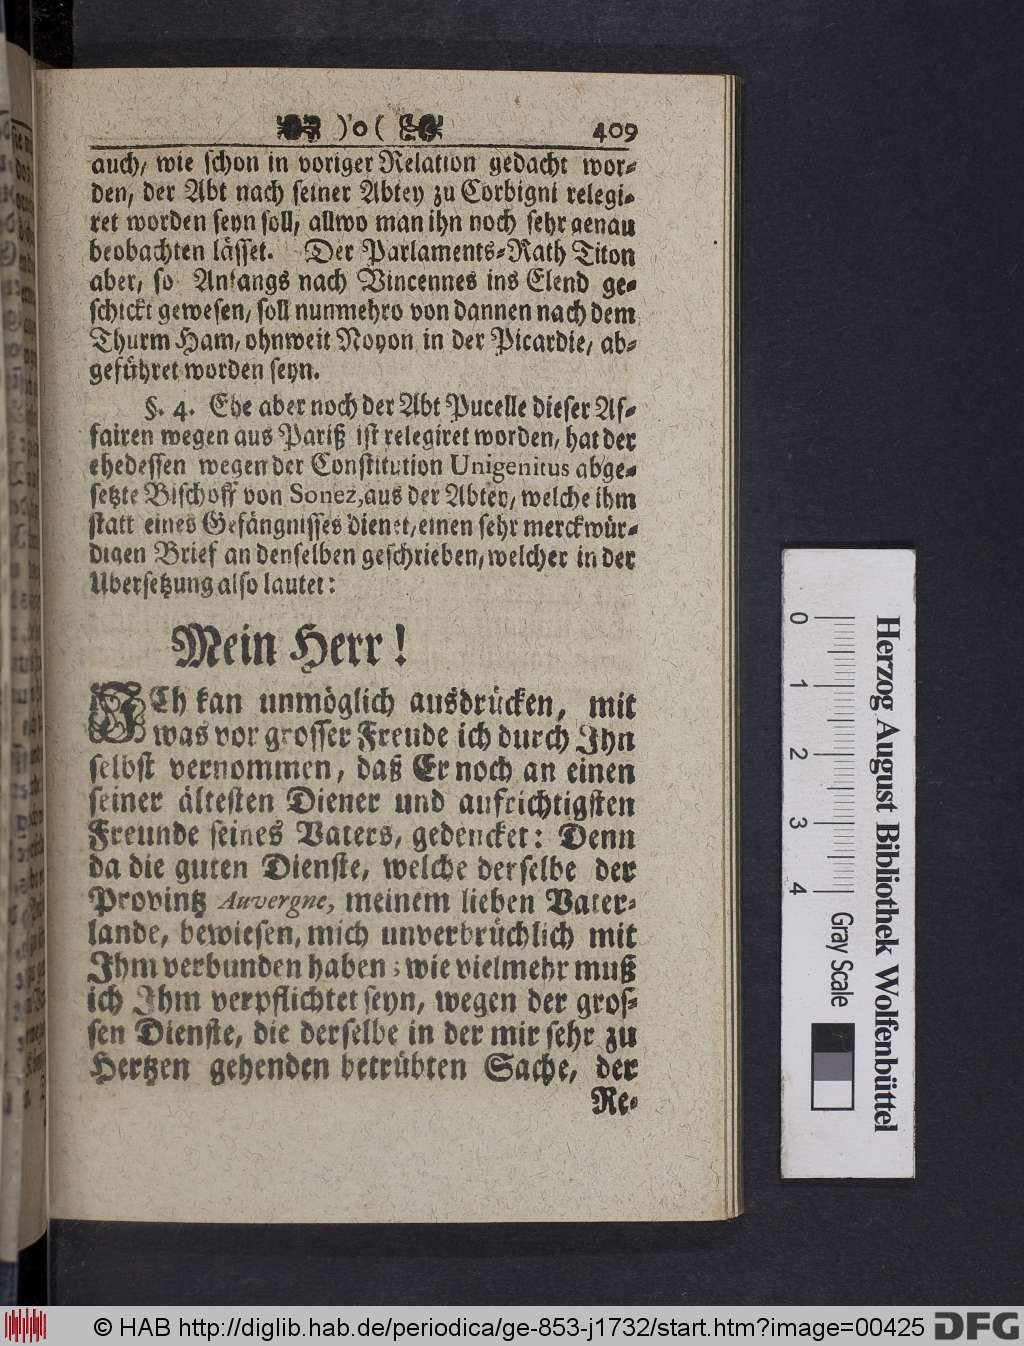 )o( 409
auch, wie schon in voriger Relation gedacht wor-
den, der Abt nach seiner Abtey zu Corbigni relegi-
ret worden seyn soll, allwo man ihn noch sehr genau
beobachten lässet. Der Parlaments-Rath Titon
aber, so Anfangs nach Vincennes ins Elend ge-
schickt gewesen, soll nunmehro von dannen nach dem
Thurm Ham, ohnweit Noyon in der Picardie, ab-
geführet worden seyn.
§. 4. Ehe aber noch der Abt Pucelle dieser Af-
fairen wegen aus Pariß ist relegiret worden, hat der
ehedessen wegen der Constitution Unigenitus abge-
setzte Bischoff von Sonez, aus der Abtey, welche ihm
statt eines Gefängnisses dienet, einen sehr merckwür-
digen Brief an denselben geschrieben, welcher in der
Ubersetzung also lautet:
Mein Herr!
ICh kan unmöglich ausdrücken, mit
was vor grosser Freude ich durch Ihn
selbst vernommen, daß Er noch an einen
seiner ältesten Diener und aufrichtigsten
Freunde seines Vaters, gedencket: Denn
da die guten Dienste, welche derselbe der
Provintz Auvergne, meinem lieben Vater-
lande, bewiesen, mich unverbrüchlich mit
Ihm verbunden haben; wie vielmehr muß
ich Ihm verpflichtet seyn, wegen der gros-
sen Dienste, die derselbe in der mir sehr zu
Hertzen gehenden betrübten Sache, der
Re-
0 1 2 3 4 Gray Scale
Herzog August Bibliothek Wolfenbüttel
© HAB http://diglib.hab.de/periodica/ge-853-j1732/start.htm?image=00425 DFG